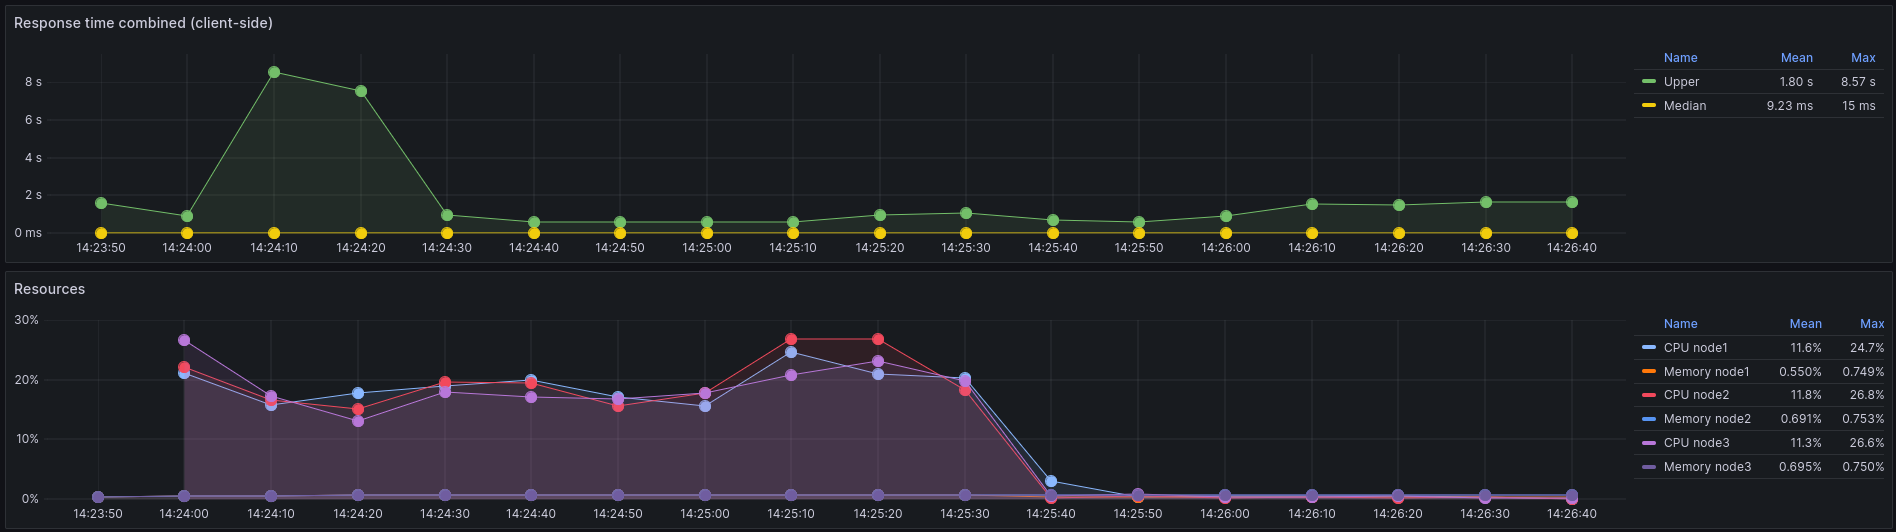 Response time combined (client-side)
Name Mean Max
8 s
Upper 1.80 s 8.57 s
Median 9.23 ms 15 ms
6 s
4 s
2 s
0 ms
14:23:50 14:24:00 14:24:10 14:24:20 14:24:30 14:24:40 14:24:50 14:25:00 14:25:10 14:25:20 14:25:30 14:25:40 14:25:50 14:26:00 14:26:10 14:26:20 14:26:30 14:26:40
Resources
30%
Name Mean Max
CPU node1 11.6% 24.7%
Memory node1 0.550% 0.749%
20%
CPU node2 11.8% 26.8%
Memory node2 0.691% 0.753%
10%
CPU node3 11.3% 26.6%
Memory node3 0.695% 0.750%
0%
14:23:50 14:24:00 14:24:10 14:24:20 14:24:30 14:24:40 14:24:50 14:25:00 14:25:10 14:25:20 14:25:30 14:25:40 14:25:50 14:26:00 14:26:10 14:26:20 14:26:30 14:26:40